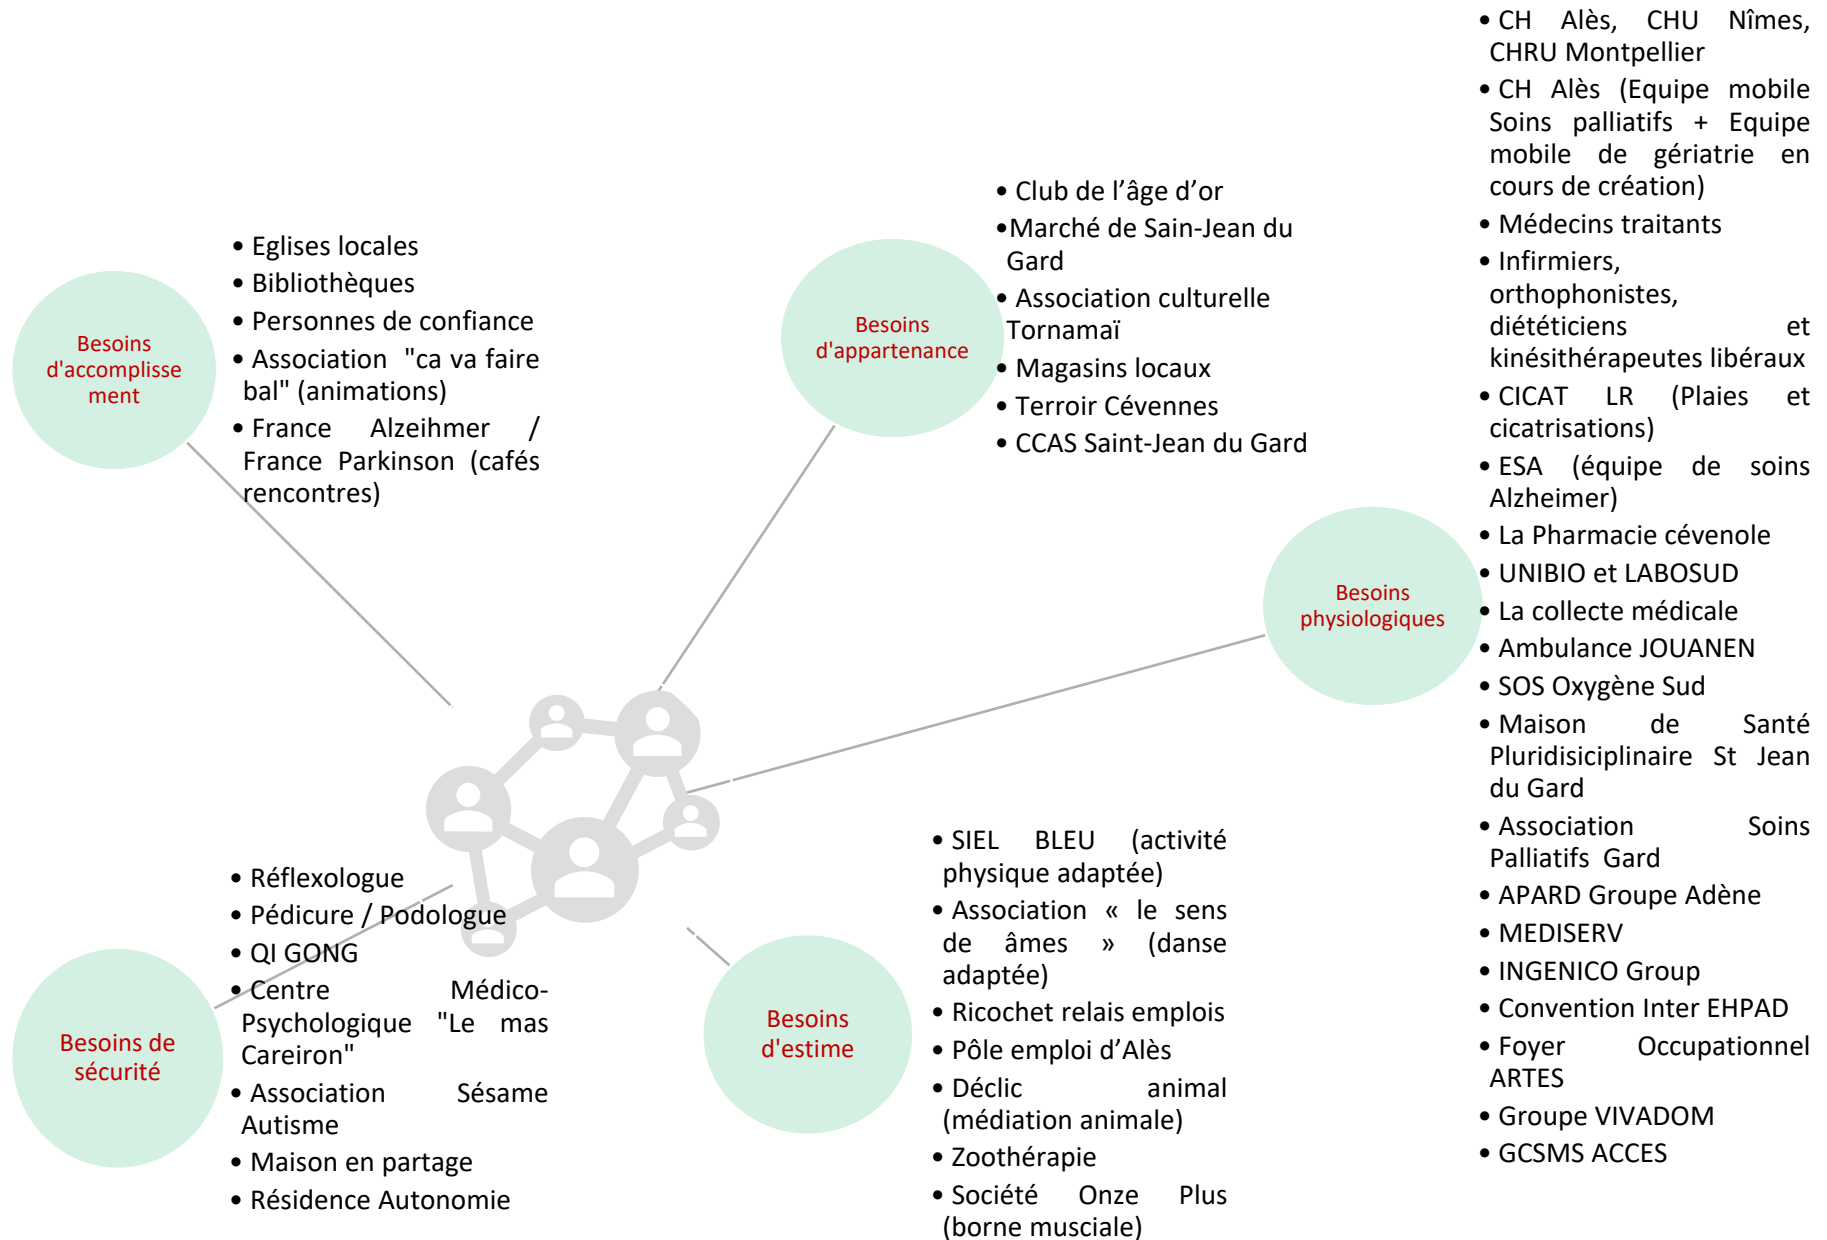 Besoins
d'accomplisse
ment
• Eglises locales
• Bibliothèques
• Personnes de confiance
• Association "ca va faire
bal" (animations)
• France Alzeihmer /
France Parkinson (cafés
rencontres)
Besoins
d'appartenance
• Club de l’âge d’or
•Marché de Sain-Jean du
Gard
• Association culturelle
Tornamaï
• Magasins locaux
• Terroir Cévennes
• CCAS Saint-Jean du Gard
Besoins
physiologiques
• CH Alès, CHU Nîmes,
CHRU Montpellier
• CH Alès (Equipe mobile
Soins palliatifs + Equipe
mobile de gériatrie en
cours de création)
• Médecins traitants
• Infirmiers,
orthophonistes,
diététiciens et
kinésithérapeutes libéraux
• CICAT LR (Plaies et
cicatrisations)
• ESA (équipe de soins
Alzheimer)
• La Pharmacie cévenole
• UNIBIO et LABOSUD
• La collecte médicale
• Ambulance JOUANEN
• SOS Oxygène Sud
• Maison de Santé
Pluridisiciplinaire St Jean
du Gard
• Association Soins
Palliatifs Gard
• APARD Groupe Adène
• MEDISERV
• INGENICO Group
• Convention Inter EHPAD
• Foyer Occupationnel
ARTES
• Groupe VIVADOM
• GCSMS ACCES
Besoins de
sécurité
• Réflexologue
• Pédicure / Podologue
• QI GONG
• Centre Médico-
Psychologique "Le mas
Careiron"
• Association Sésame
Autisme
• Maison en partage
• Résidence Autonomie
Besoins
d'estime
• SIEL BLEU (activité
physique adaptée)
• Association « le sens
de âmes » (danse
adaptée)
• Ricochet relais emplois
• Pôle emploi d’Alès
• Déclic animal
(médiation animale)
• Zoothérapie
• Société Onze Plus
(borne musciale)